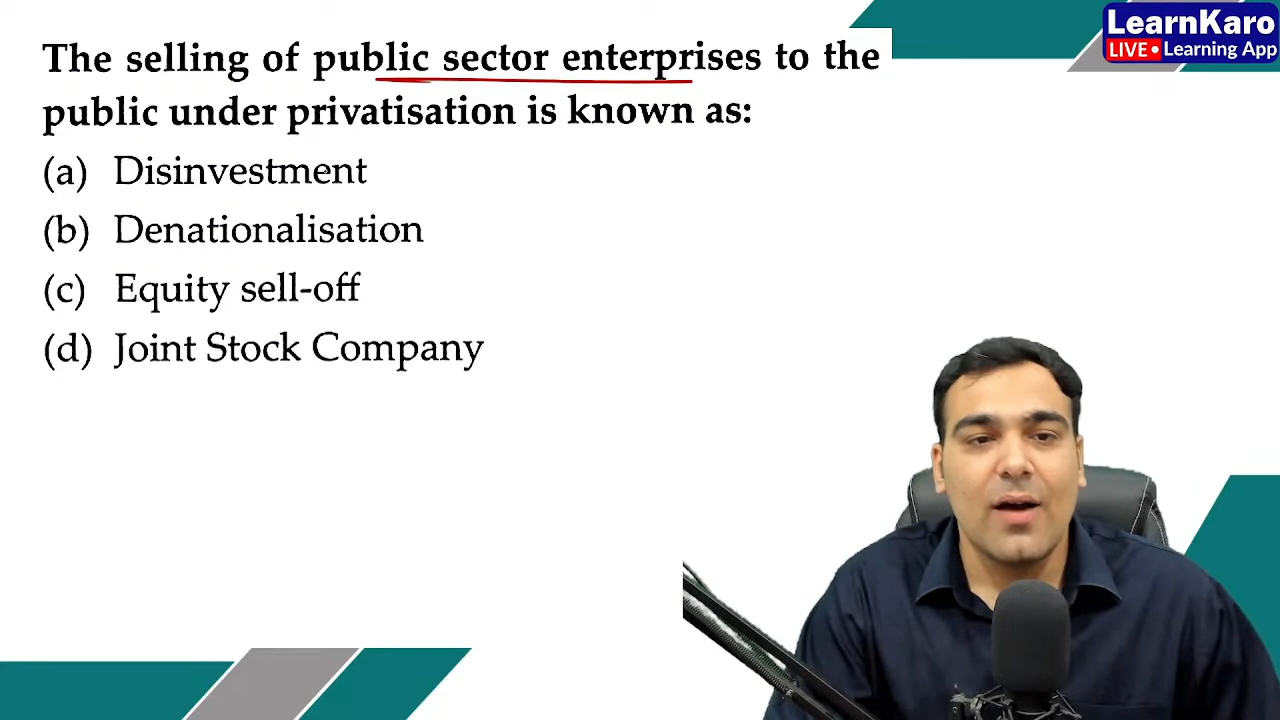 LearnKaro
LIVE • Learning App
The selling of public sector enterprises to the
public under privatisation is known as:
(a) Disinvestment
(b) Denationalisation
(c) Equity sell-off
(d) Joint Stock Company